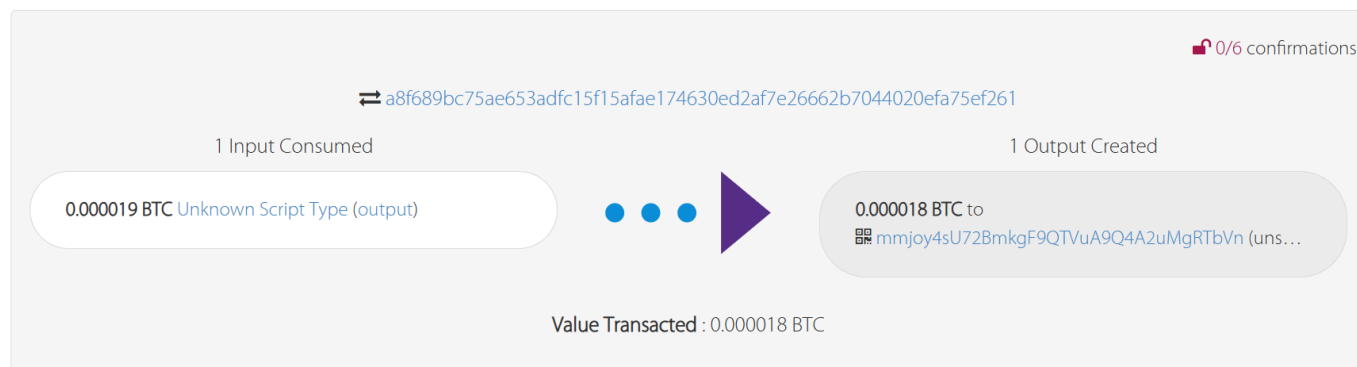 0/6 confirmations
a8f689bc75ae653adfc15f15afae174630ed2af7e26662b7044020efa75ef261
1 Input Consumed
1 Output Created
0.000019 BTC Unknown Script Type (output)
0.000018 BTC to
mmjoy4sU72BmkgF9QTVuA9Q4A2uMgRTbVn (uns…
Value Transacted : 0.000018 BTC